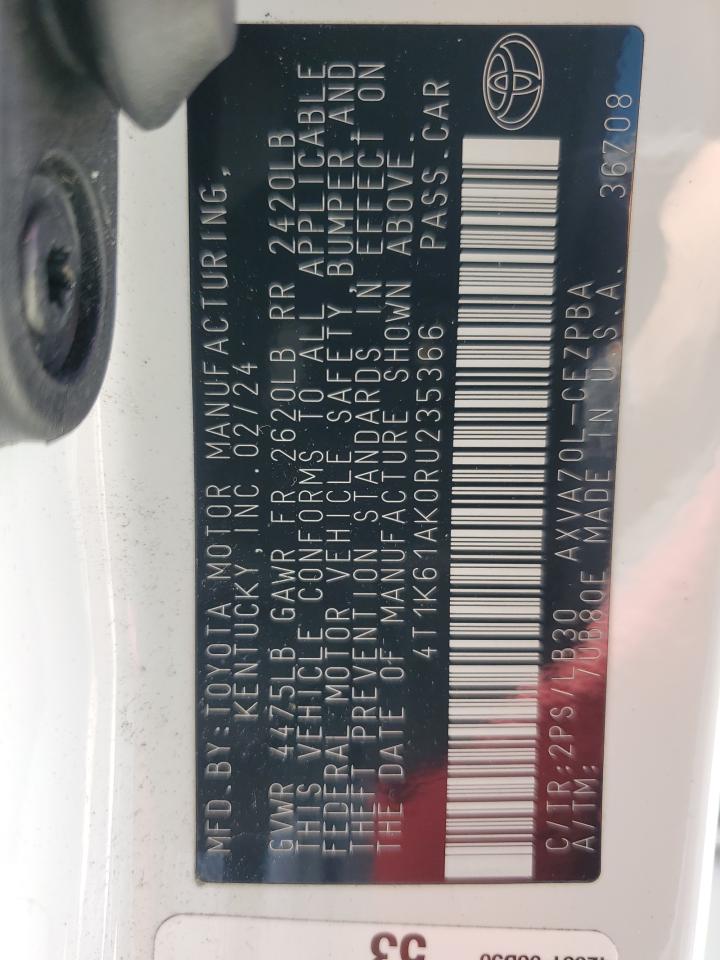 MFD.BY:TOYOTA MOTOR MANUFACTURING,
KENTUCKY,INC.02/24
GVWR 4475LB GAWR FR 2620LB RR 2420LB
THIS VEHICLE CONFORMS TO ALL APPLICABLE
FEDERAL MOTOR VEHICLE SAFETY, BUMPER,AND
THEFT PREVENTION STANDARDS IN EFFECT ON
THE DATE OF MANUFACTURE SHOWN ABOVE.
4T1K61AK0RU235366 PASS.CAR
C/TR:2PS/LB30 AXVA70L-CEZPBA
A/TM: /UB80E MADE IN U.S.A. 36708
53